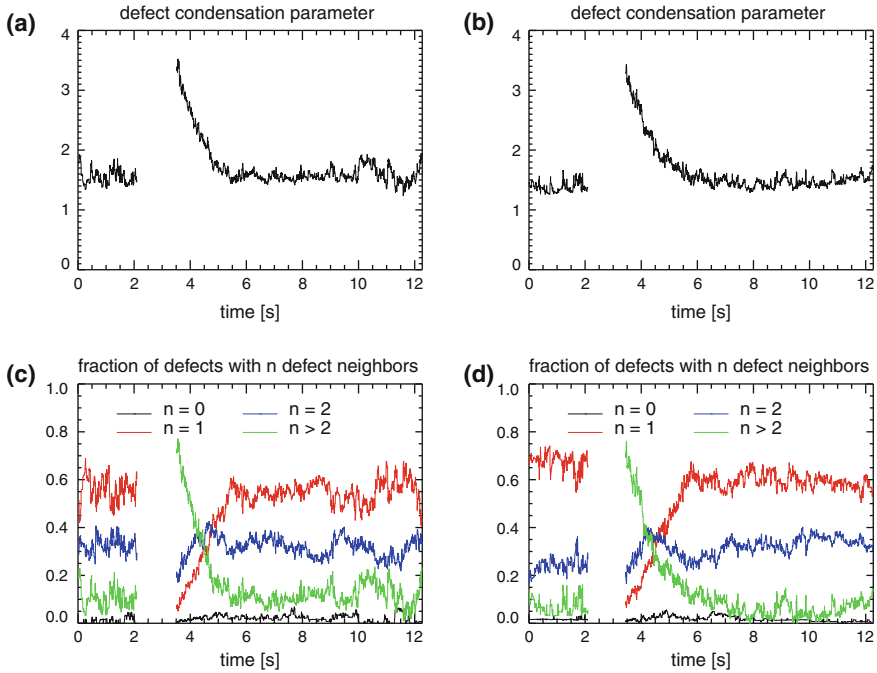 (a)
defect condensation parameter
4
3
2
1
0
0 2 4 6 8 10 12
time [s]
(b)
defect condensation parameter
4
3
2
1
0
0 2 4 6 8 10 12
time [s]
(c)
fraction of defects with n defect neighbors
1.0
0.8
0.6
0.4
0.2
0.0
n = 0 n = 2
n = 1 n > 2
0 2 4 6 8 10 12
time [s]
(d)
fraction of defects with n defect neighbors
1.0
0.8
0.6
0.4
0.2
0.0
n = 0 n = 2
n = 1 n > 2
0 2 4 6 8 10 12
time [s]